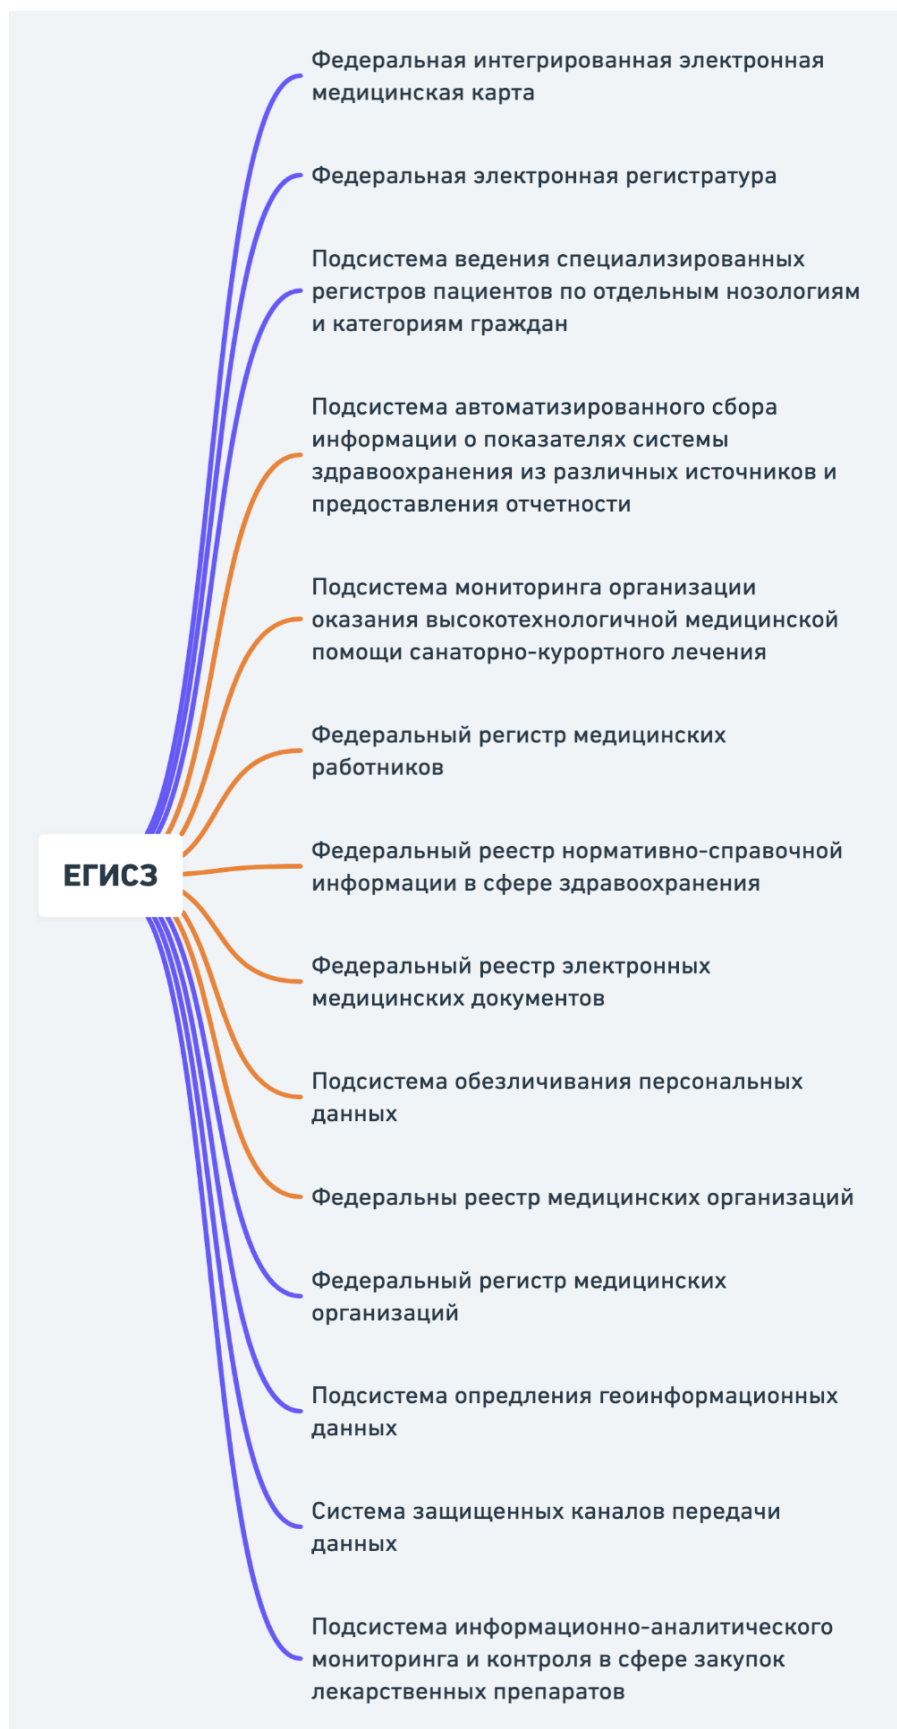 Федеральная интегрированная электронная
медицинская карта
Федеральная электронная регистратура
Подсистема ведения специализированных
регистров пациентов по отдельным нозологиям
и категориям граждан
Подсистема автоматизированного сбора
информации о показателях системы
здравоохранения из различных источников и
предоставления отчетности
Подсистема мониторинга организации
оказания высокотехнологичной медицинской
помощи санаторно-курортного лечения
Федеральный регистр медицинских
работников
ЕГИСЗ
Федеральный реестр нормативно-справочной
информации в сфере здравоохранения
Федеральный реестр электронных
медицинских документов
Подсистема обезличивания персональных
данных
Федеральны реестр медицинских организаций
Федеральный регистр медицинских
организаций
Подсистема опредления геоинформационных
данных
Система защищенных каналов передачи
данных
Подсистема информационно-аналитического
мониторинга и контроля в сфере закупок
лекарственных препаратов